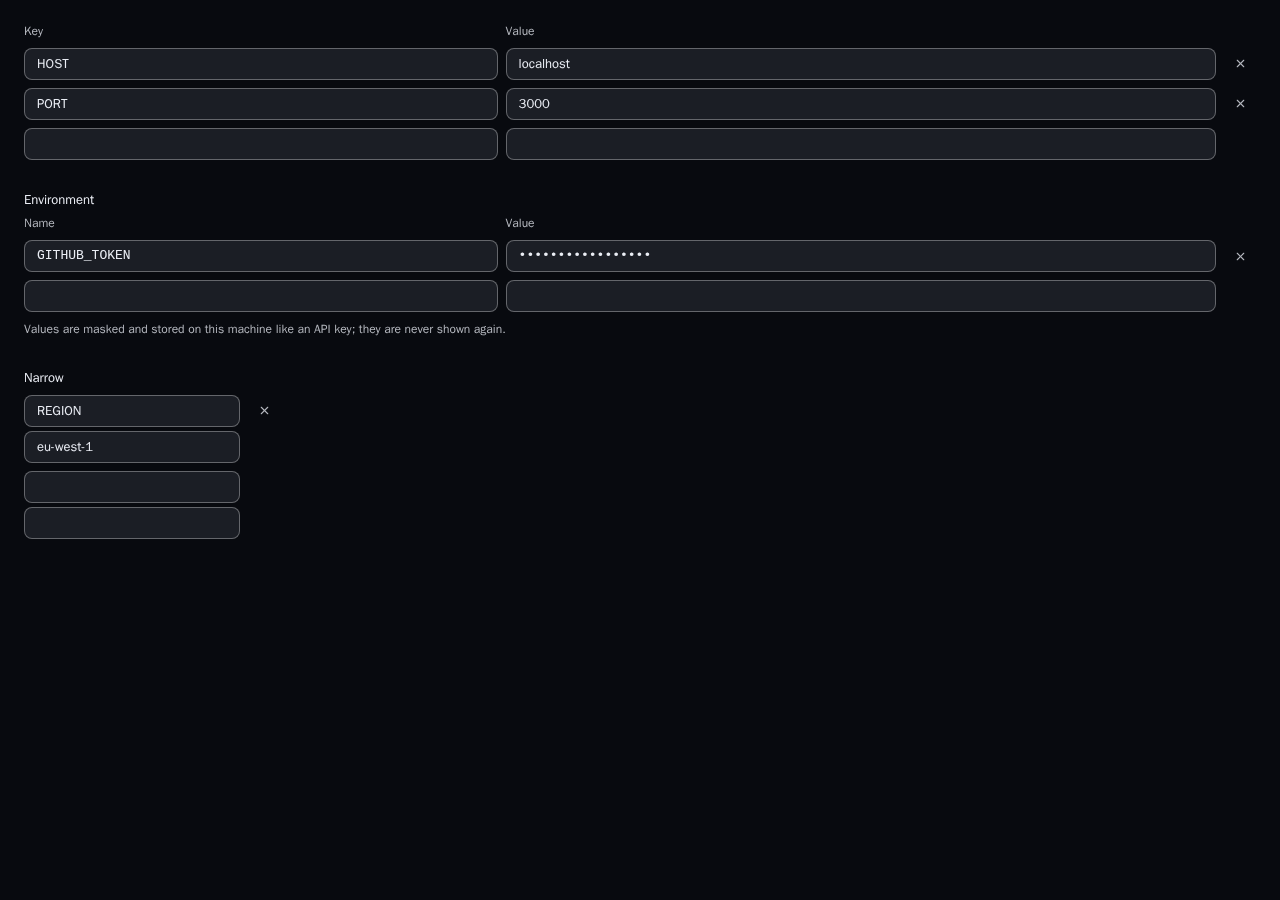 Key Value
HOST localhost ×
PORT 3000 ×
Environment
Name Value
GITHUB_TOKEN ••••••••••••••••• ×
Values are masked and stored on this machine like an API key; they are never shown again.
Narrow
REGION ×
eu-west-1